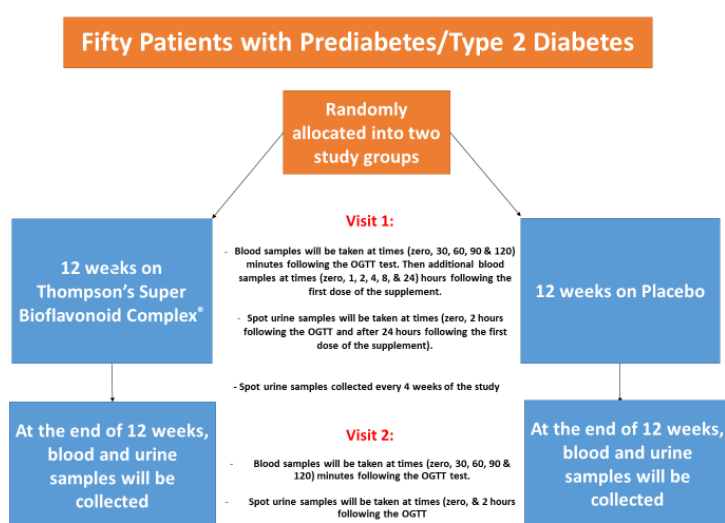 Fifty Patients with Prediabetes/Type 2 Diabetes
Randomly
allocated into two
study groups
12 weeks on
Thompson's Super
Bioflavonoid Complex®
Visit 1:
- Blood samples will be taken at times (zero, 30, 60, 90 & 120)
minutes following the OGTT test. Then additional blood
samples at times (zero, 1, 2, 4, 8, & 24) hours following the
first dose of the supplement.
- Spot urine samples will be taken at times (zero, 2 hours
following the OGTT and after 24 hours following the first
dose of the supplement).
- Spot urine samples collected every 4 weeks of the study
12 weeks on Placebo
At the end of 12 weeks,
blood and urine
samples will be
collected
Visit 2:
- Blood samples will be taken at times (zero, 30, 60, 90 &
120) minutes following the OGTT test.
- Spot urine samples will be taken at times (zero, & 2 hours
following the OGTT
At the end of 12 weeks,
blood and urine
samples will be
collected